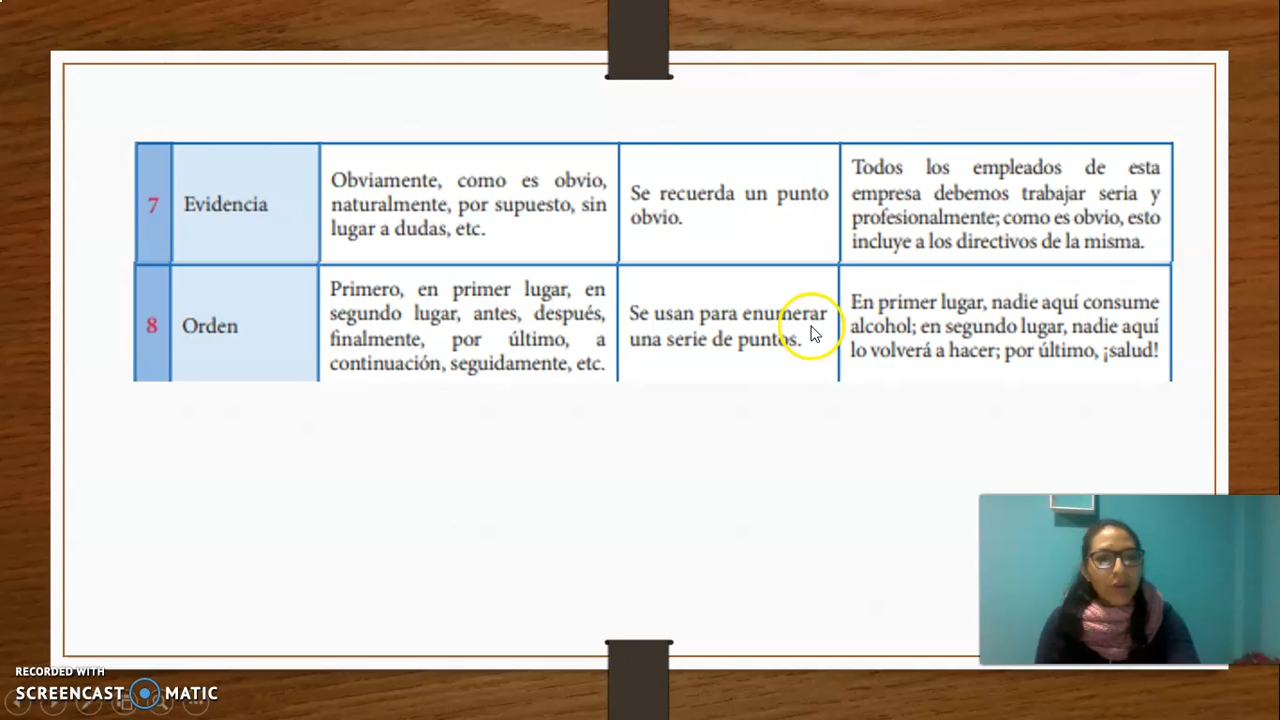 7
Evidencia
Obviamente, como es obvio,
naturalmente, por supuesto, sin
lugar a dudas, etc.
Se recuerda un punto
obvio.
Todos los empleados de esta
empresa debemos trabajar seria y
profesionalmente; como es obvio, esto
incluye a los directivos de la misma.
8
Orden
Primero, en primer lugar, en
segundo lugar, antes, después,
finalmente, por último, a
continuación, seguidamente, etc.
Se usan para enumerar
una serie de puntos.
En primer lugar, nadie aquí consume
alcohol; en segundo lugar, nadie aquí
lo volverá a hacer; por último, ¡salud!
RECORDED WITH
SCREENCAST MATIC